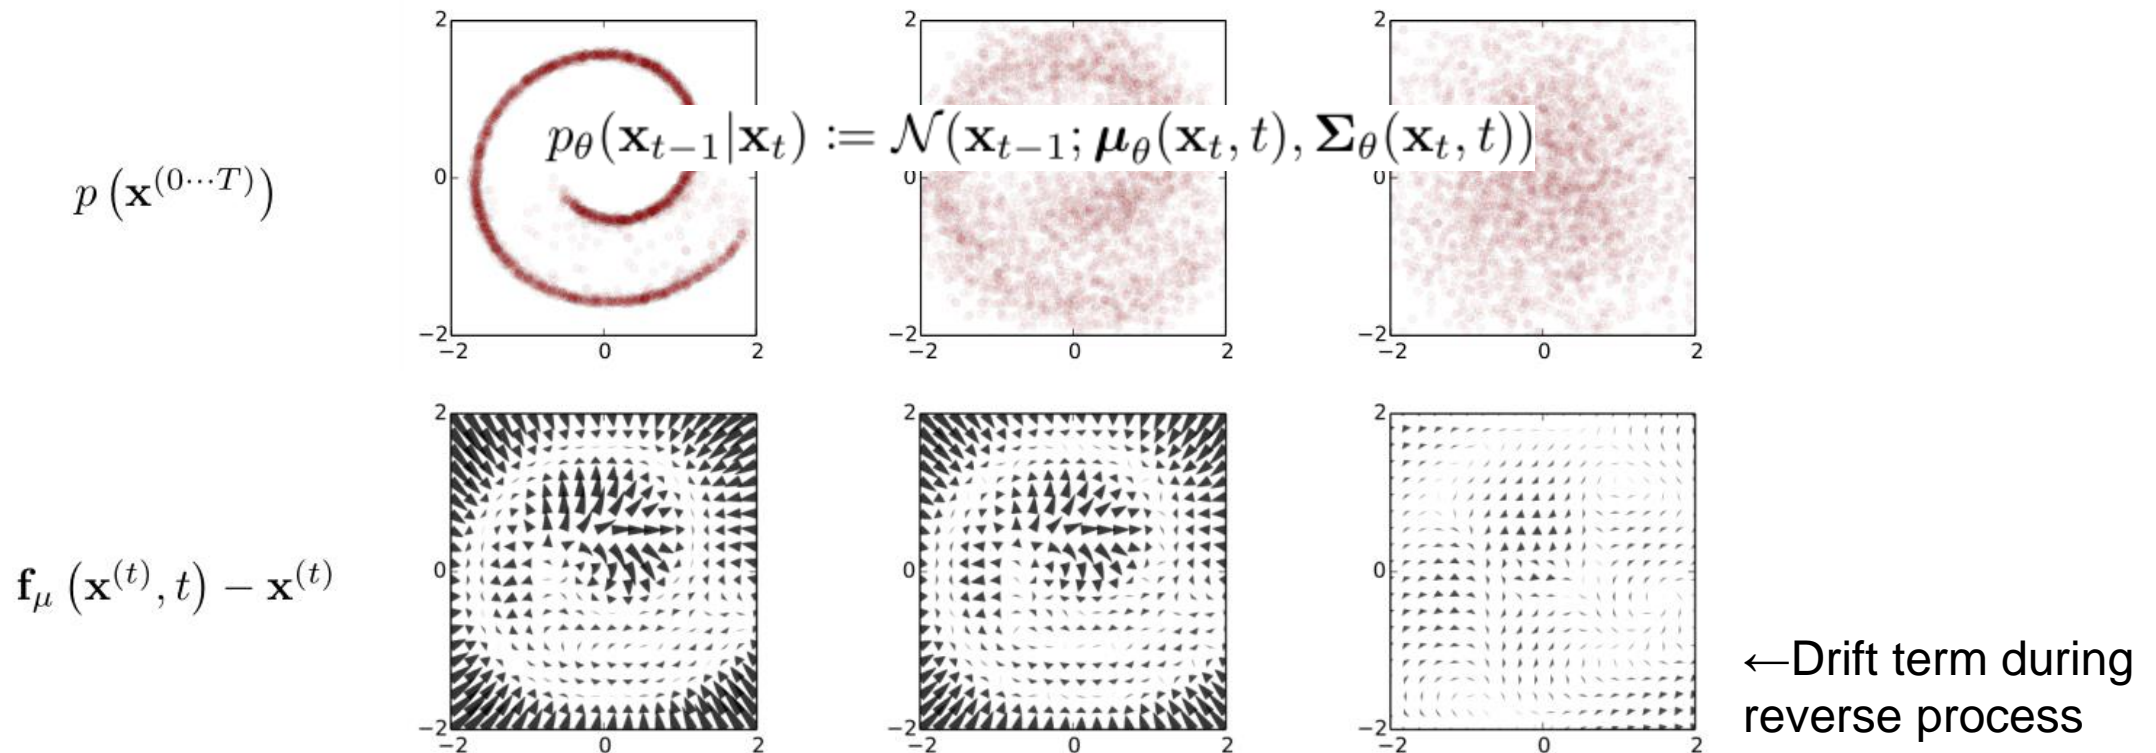 2 2 2
p_θ(x_{t−1}|x_t) := 𝒩(x_{t−1}; μ_θ(x_t, t), Σ_θ(x_t, t))
p (x^{(0⋯T)})
0 0 0
−2 −2 −2
−2 0 2 −2 0 2 −2 0 2
2 2 2
f_μ (x^{(t)}, t) − x^{(t)}
0 0 0
←Drift term during
reverse process
−2 −2 −2
−2 0 2 −2 0 2 −2 0 2